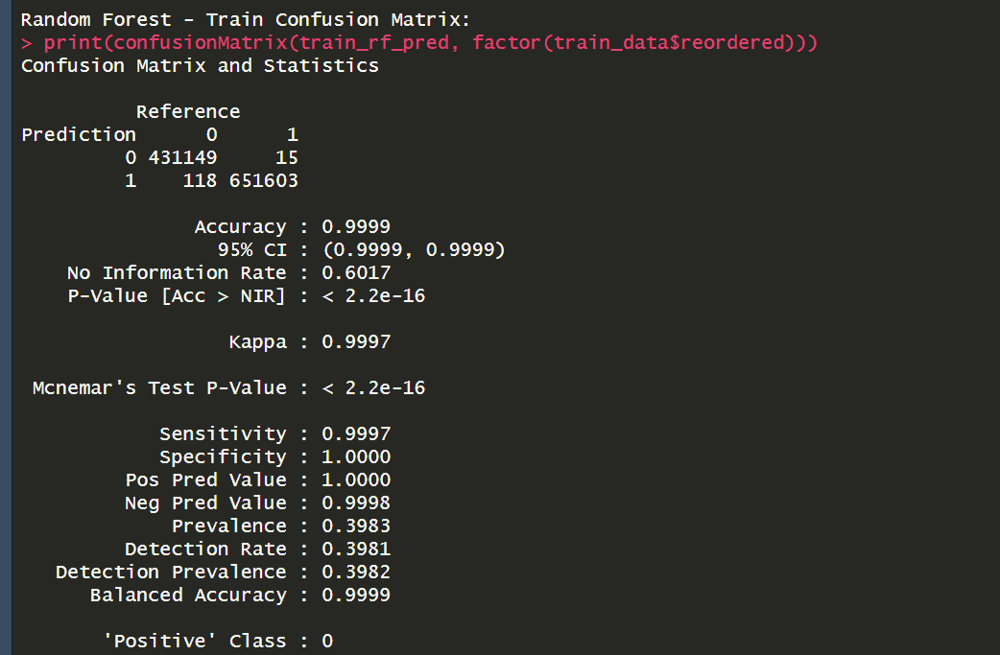 Random Forest - Train Confusion Matrix:
> print(confusionMatrix(train_rf_pred, factor(train_data$reordered)))
Confusion Matrix and Statistics
Reference
Prediction 0 1
0 431149 15
1 118 651603
Accuracy : 0.9999
95% CI : (0.9999, 0.9999)
No Information Rate : 0.6017
P-Value [Acc > NIR] : < 2.2e-16
Kappa : 0.9997
Mcnemar's Test P-Value : < 2.2e-16
Sensitivity : 0.9997
Specificity : 1.0000
Pos Pred Value : 1.0000
Neg Pred Value : 0.9998
Prevalence : 0.3983
Detection Rate : 0.3981
Detection Prevalence : 0.3982
Balanced Accuracy : 0.9999
'Positive' Class : 0